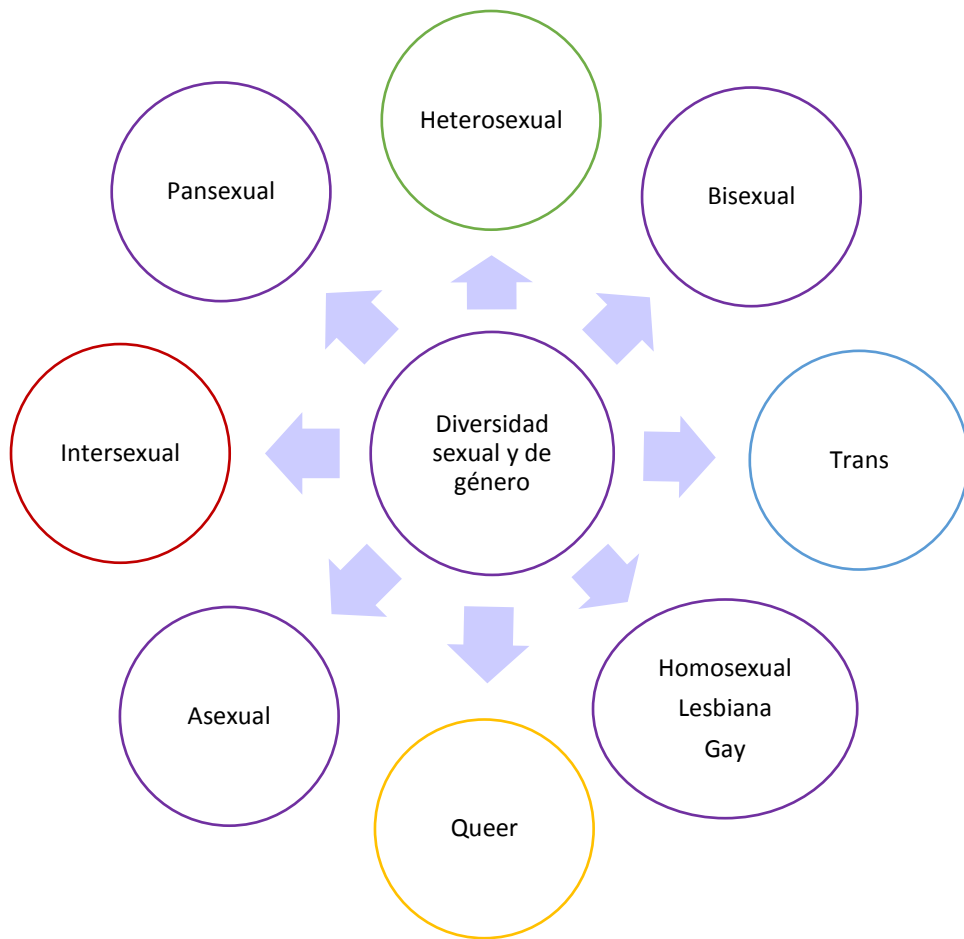 Heterosexual
Pansexual
Bisexual
Diversidad
sexual y de
género
Intersexual
Trans
Homosexual
Lesbiana
Gay
Asexual
Queer